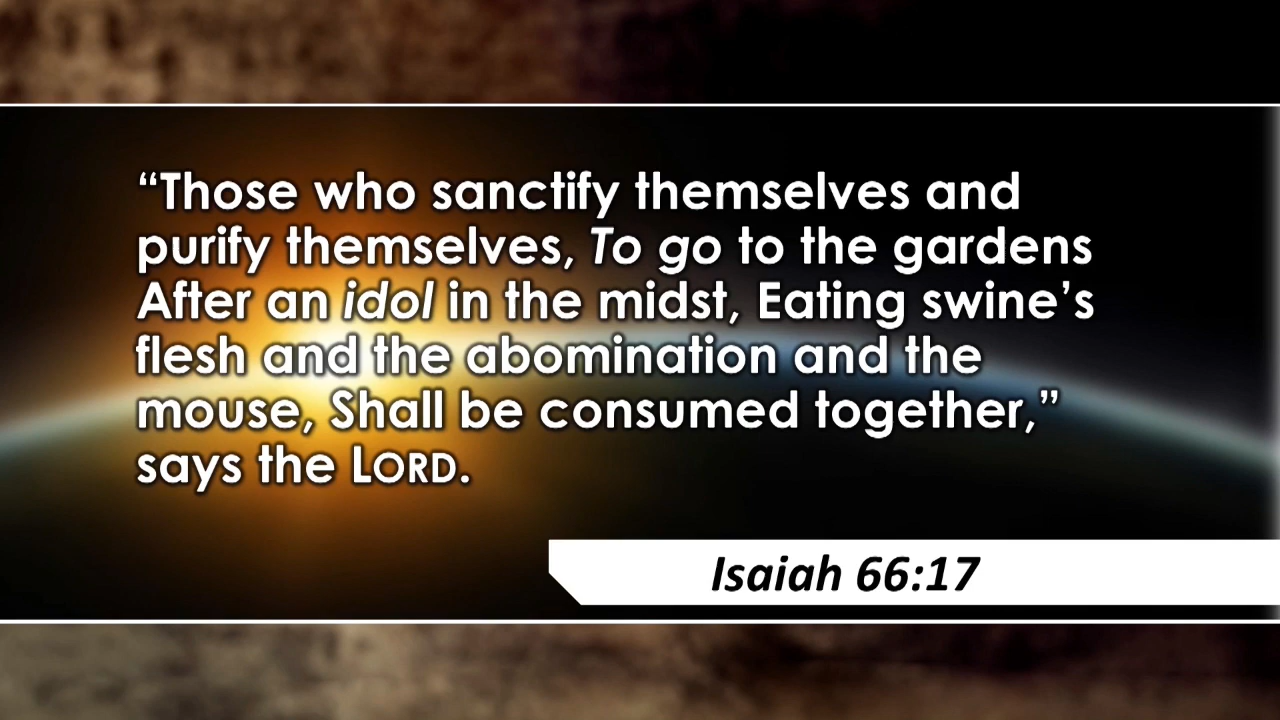 “Those who sanctify themselves and
purify themselves, To go to the gardens
After an idol in the midst, Eating swine’s
flesh and the abomination and the
mouse, Shall be consumed together,”
says the LORD.
Isaiah 66:17